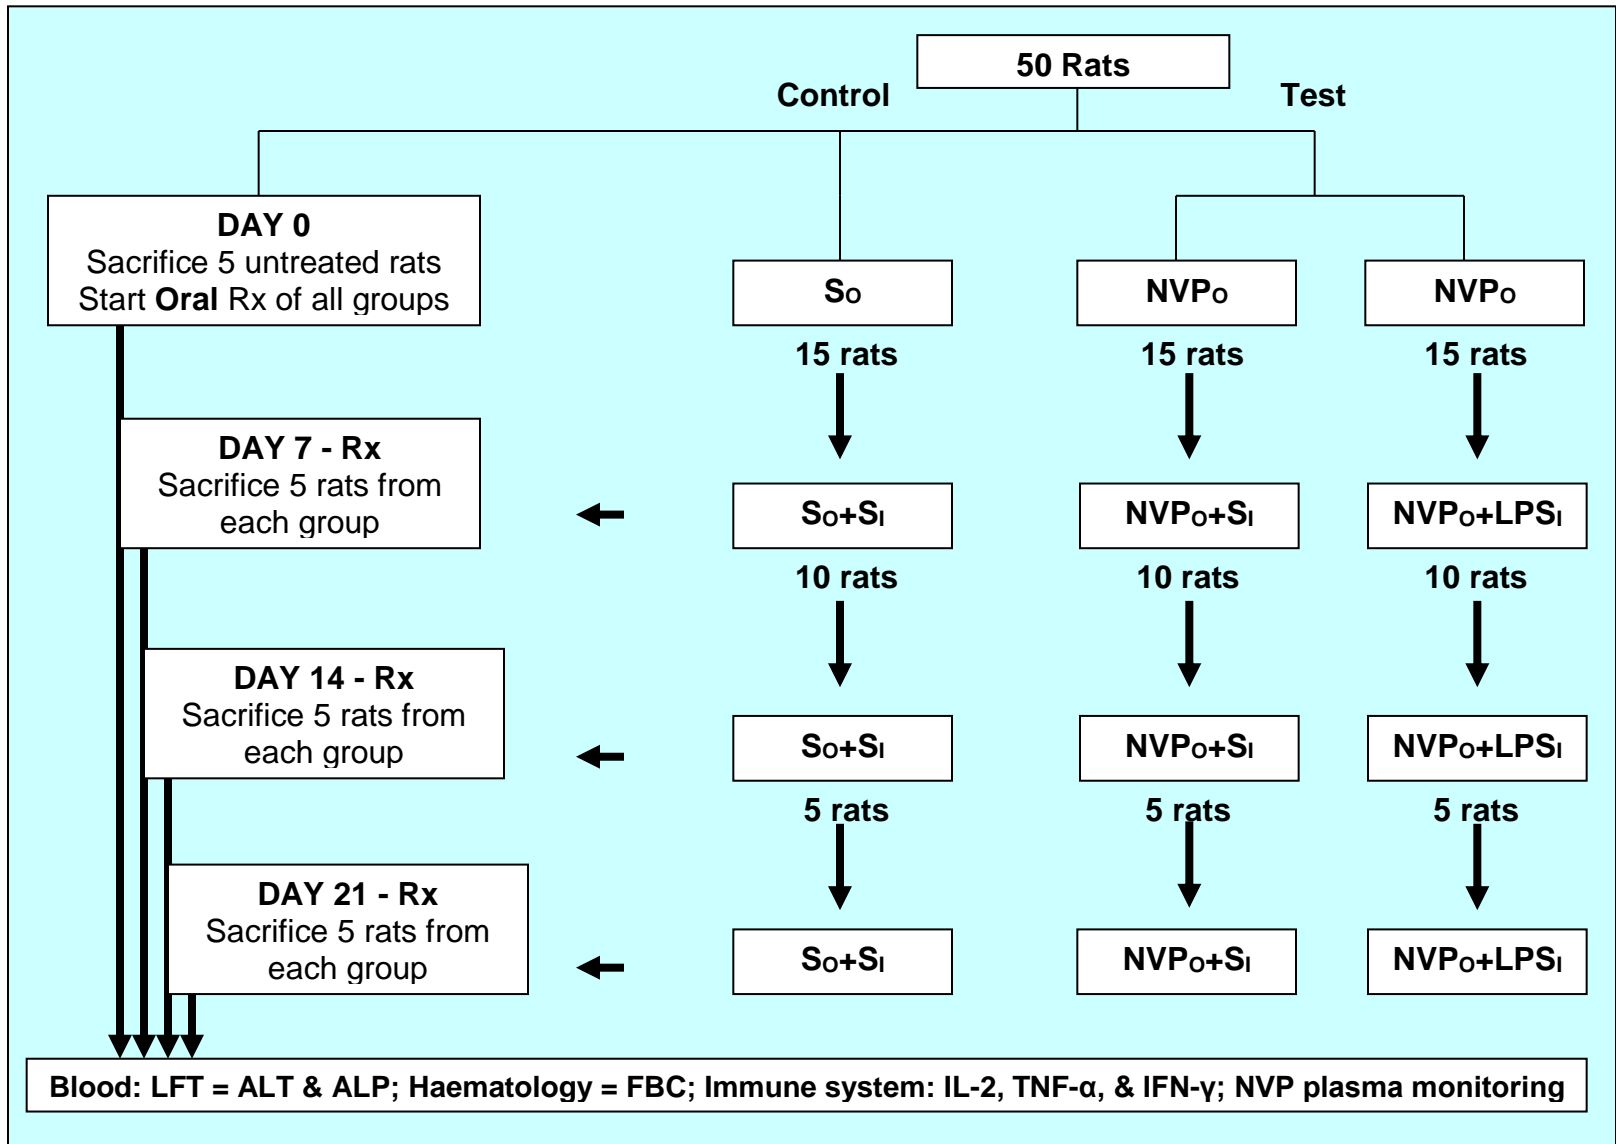 50 Rats
Control
Test
DAY 0
Sacrifice 5 untreated rats
Start Oral Rx of all groups
So
NVPo
NVPo
15 rats
15 rats
15 rats
DAY 7 - Rx
Sacrifice 5 rats from
each group
So+SI
NVPo+SI
NVPo+LPSI
10 rats
10 rats
10 rats
DAY 14 - Rx
Sacrifice 5 rats from
each group
So+SI
NVPo+SI
NVPo+LPSI
5 rats
5 rats
5 rats
DAY 21 - Rx
Sacrifice 5 rats from
each group
So+SI
NVPo+SI
NVPo+LPSI
Blood: LFT = ALT & ALP; Haematology = FBC; Immune system: IL-2, TNF-α, & IFN-γ; NVP plasma monitoring